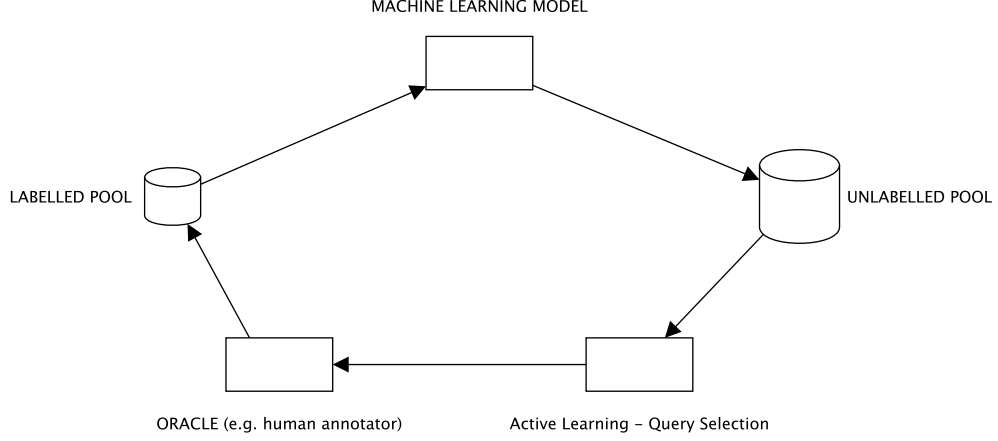 MACHINE LEARNING MODEL
LABELLED POOL
UNLABELLED POOL
ORACLE (e.g. human annotator)
Active Learning - Query Selection